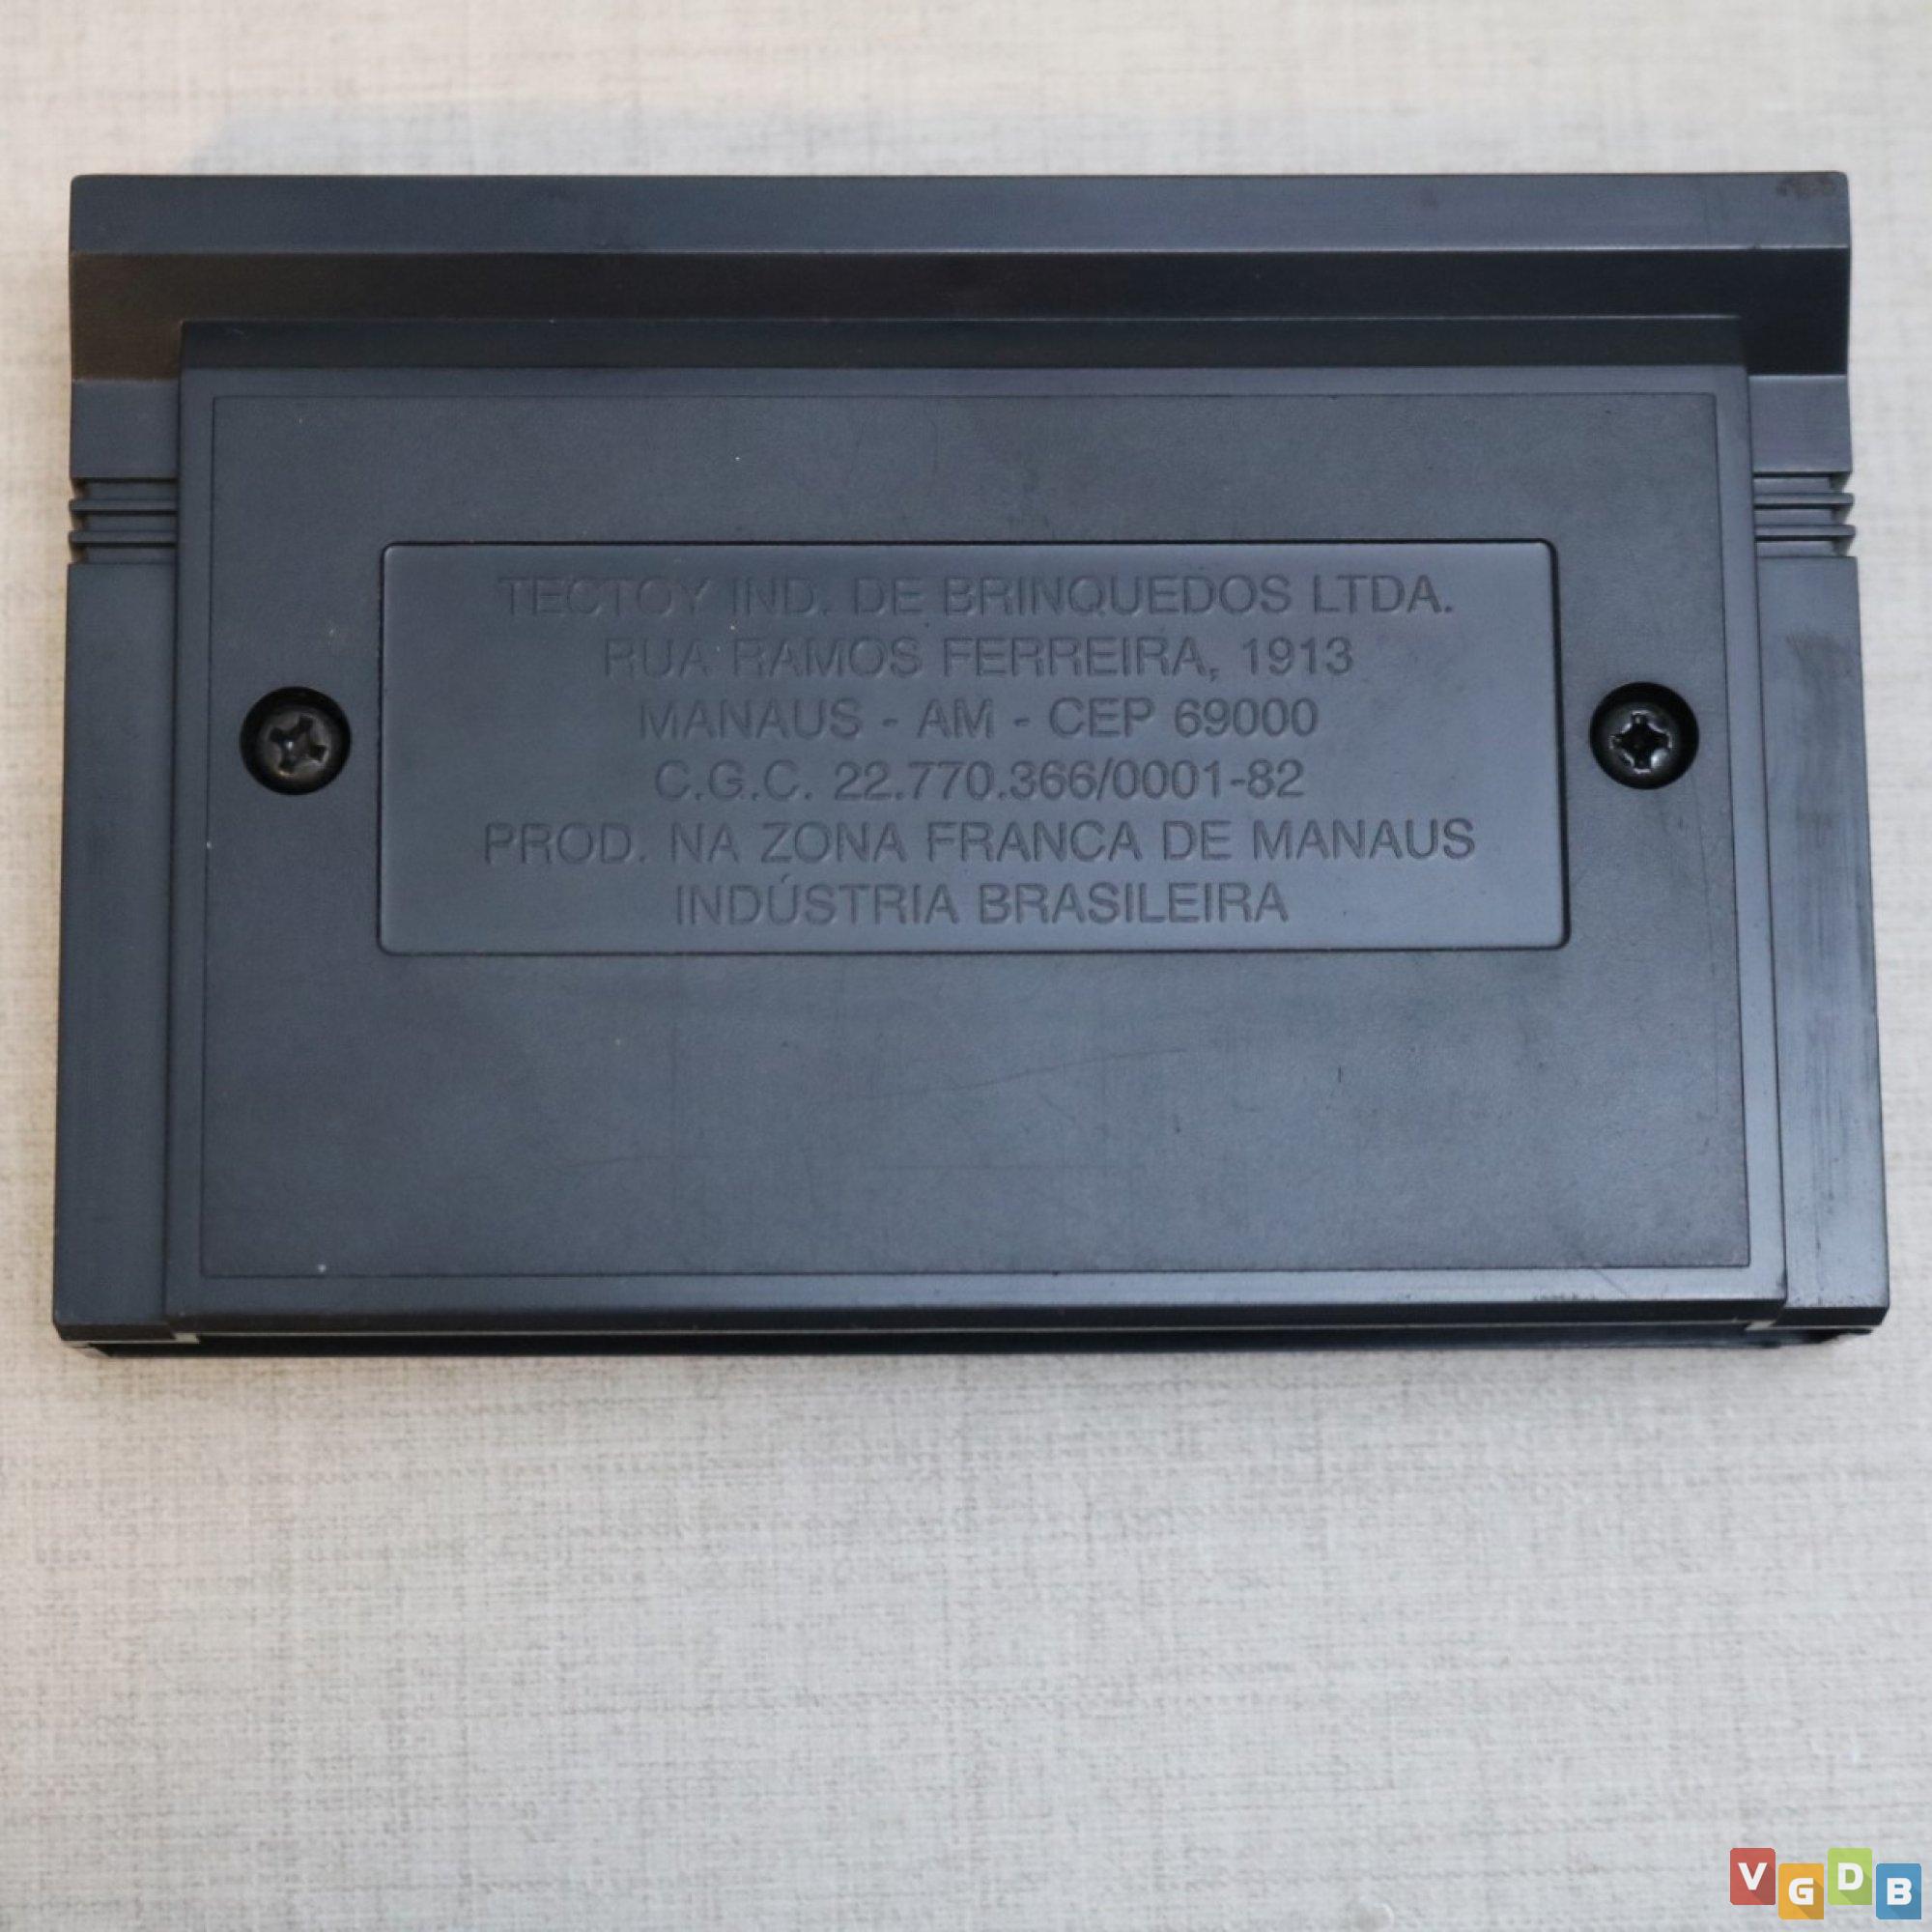 TECTOY IND. DE BRINQUEDOS LTDA.
RUA RAMOS FERREIRA, 1913
MANAUS - AM - CEP 69000
C.G.C. 22.770.366/0001-82
PROD. NA ZONA FRANCA DE MANAUS
INDÚSTRIA BRASILEIRA
VGDB